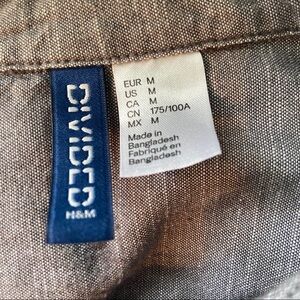 DIVIDED
H&M
EUR M
US M
CA M
CN 175/100A
MX M
Made in
Bangladesh
Fabriqué en
Bangladesh